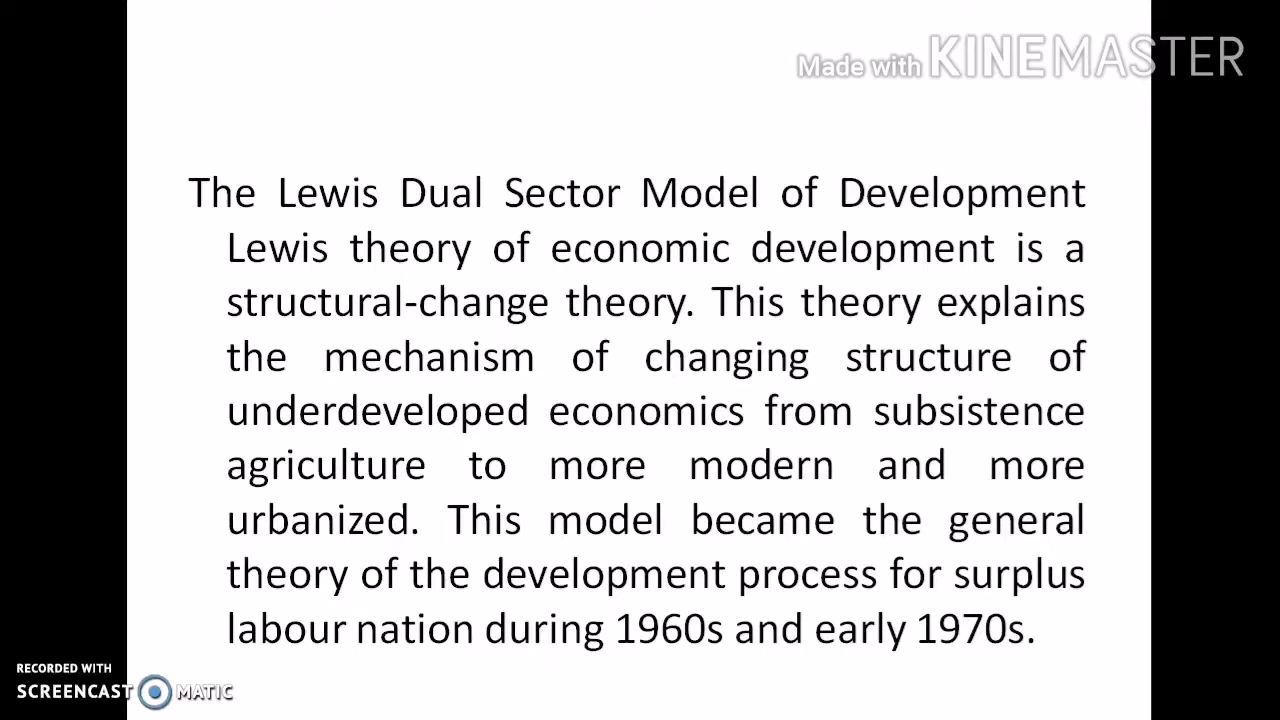 Made with KINEMASTER
The Lewis Dual Sector Model of Development
Lewis theory of economic development is a
structural-change theory. This theory explains
the mechanism of changing structure of
underdeveloped economics from subsistence
agriculture to more modern and more
urbanized. This model became the general
theory of the development process for surplus
labour nation during 1960s and early 1970s.
RECORDED WITH
SCREENCAST MATIC